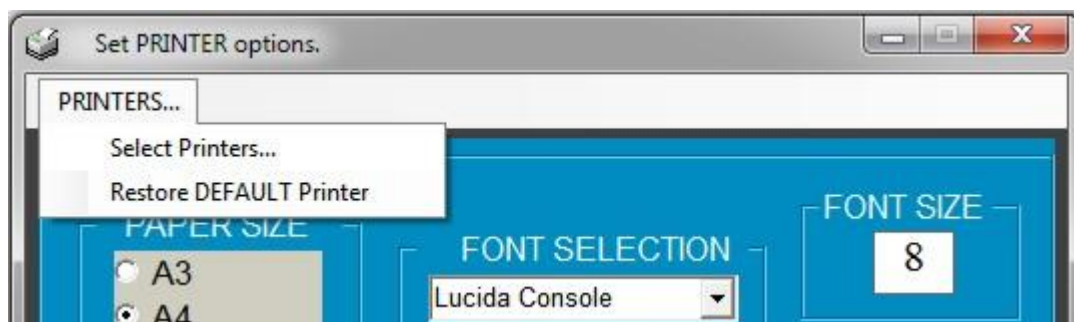 Set PRINTER options.
PRINTERS...
Select Printers...
Restore DEFAULT Printer
PAPER SIZE
A3
A4
FONT SELECTION
Lucida Console
FONT SIZE
8